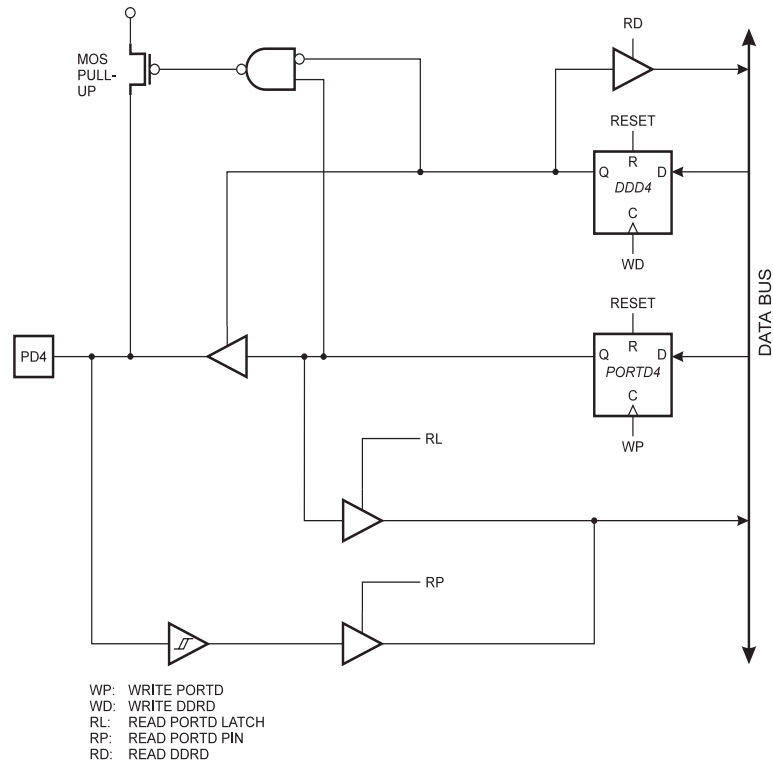 RD
MOS
PULL-
UP
RESET
R
Q
D
DDD4
C
WD
RESET
R
Q
D
PORTD4
C
WP
PD4
RL
RP
DATA BUS
WP: WRITE PORTD
WD: WRITE DDRD
RL: READ PORTD LATCH
RP: READ PORTD PIN
RD: READ DDRD